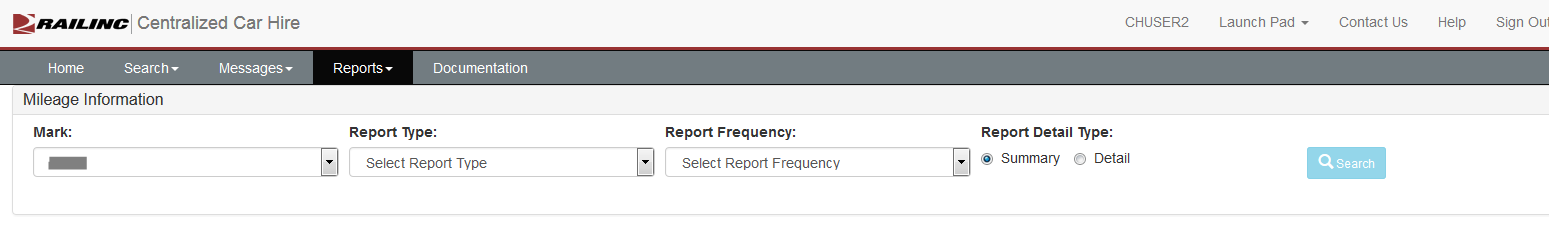 RAILINC Centralized Car Hire CHUSER2 Launch Pad Contact Us Help Sign Out
Home Search Messages Reports Documentation
Mileage Information
Mark: Report Type: Report Frequency: Report Detail Type:
Select Report Type Select Report Frequency Summary Detail Search